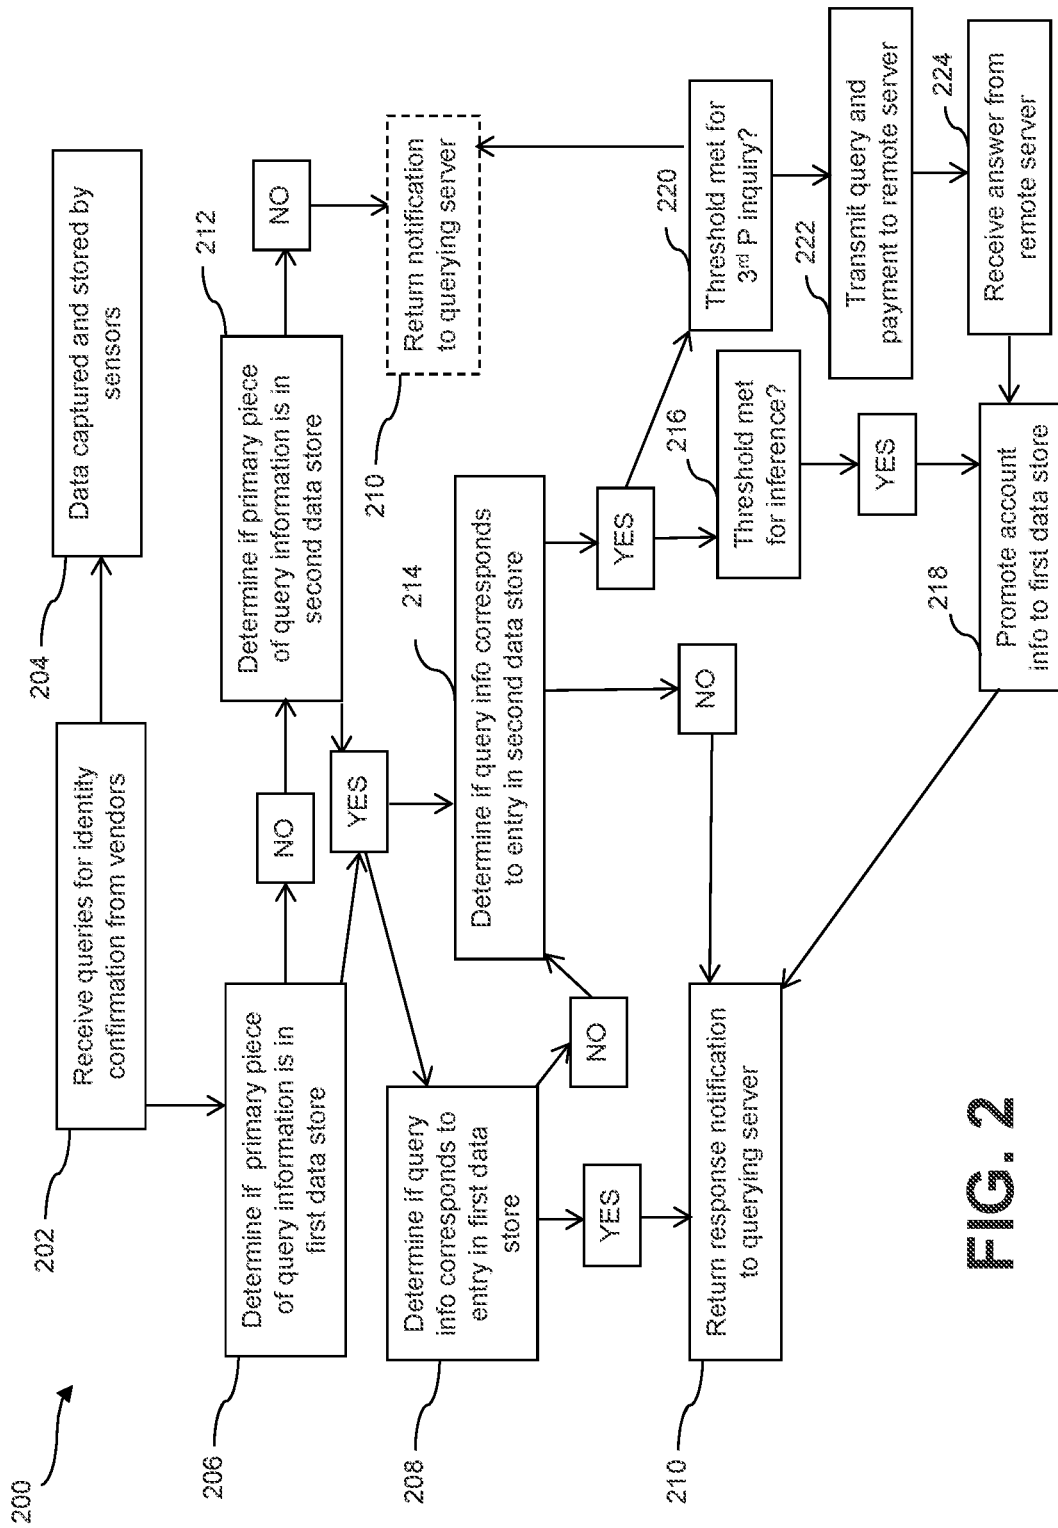 200
202
Receive queries for identity
confirmation from vendors
204
Data captured and stored by
sensors
206
Determine if primary piece
of query information is in
first data store
NO
212
Determine if primary piece
of query information is in
second data store
NO
YES
208
Determine if query
info corresponds to
entry in first data
store
NO
YES
214
Determine if query info corresponds
to entry in second data store
210
Return notification
to querying server
YES
NO
210
Return response notification
to querying server
216
Threshold met
for inference?
YES
220
Threshold met for
3rd P inquiry?
222
Transmit query and
payment to remote server
224
Receive answer from
remote server
218
Promote account
info to first data store
FIG. 2